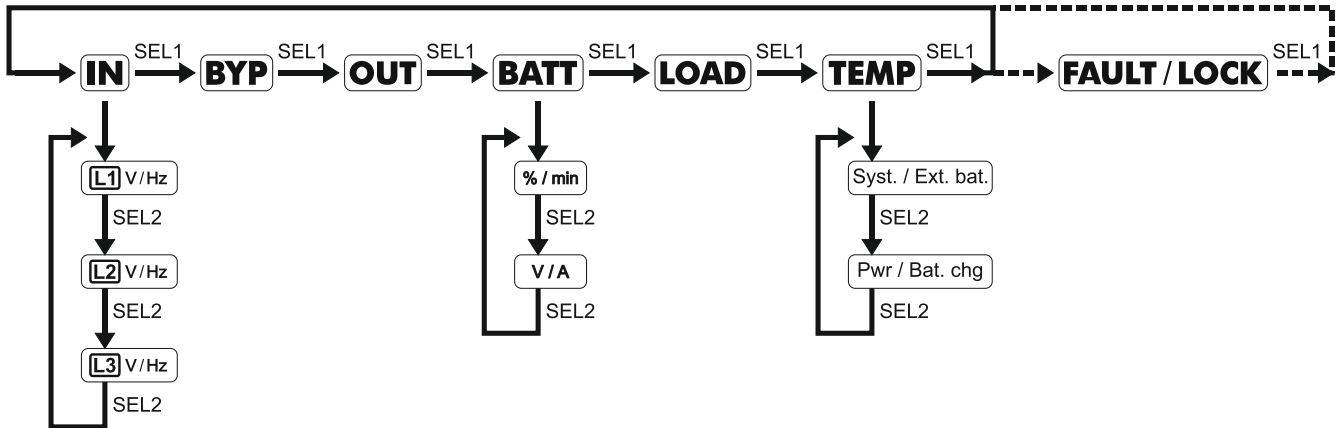 SEL1 SEL1 SEL1 SEL1 SEL1 SEL1 SEL1
IN BYP OUT BATT LOAD TEMP FAULT / LOCK
L1 V/Hz % / min Syst. / Ext. bat.
SEL2 SEL2 SEL2
L2 V/Hz V / A Pwr / Bat. chg
SEL2 SEL2 SEL2
L3 V/Hz
SEL2